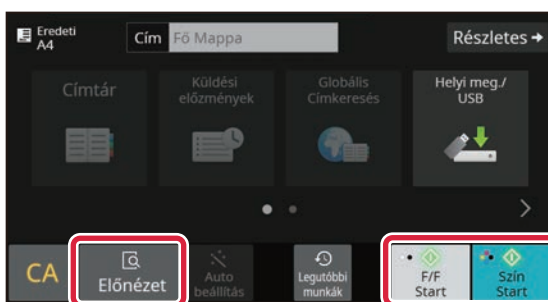 Eredeti
A4
Cím
Fő Mappa
Részletes
Címtár
Küldési
előzmények
Globális
Címkeresés
Helyi meg./
USB
CA
Előnézet
Auto
beállítás
Legutóbbi
munkák
F/F
Start
Szín
Start